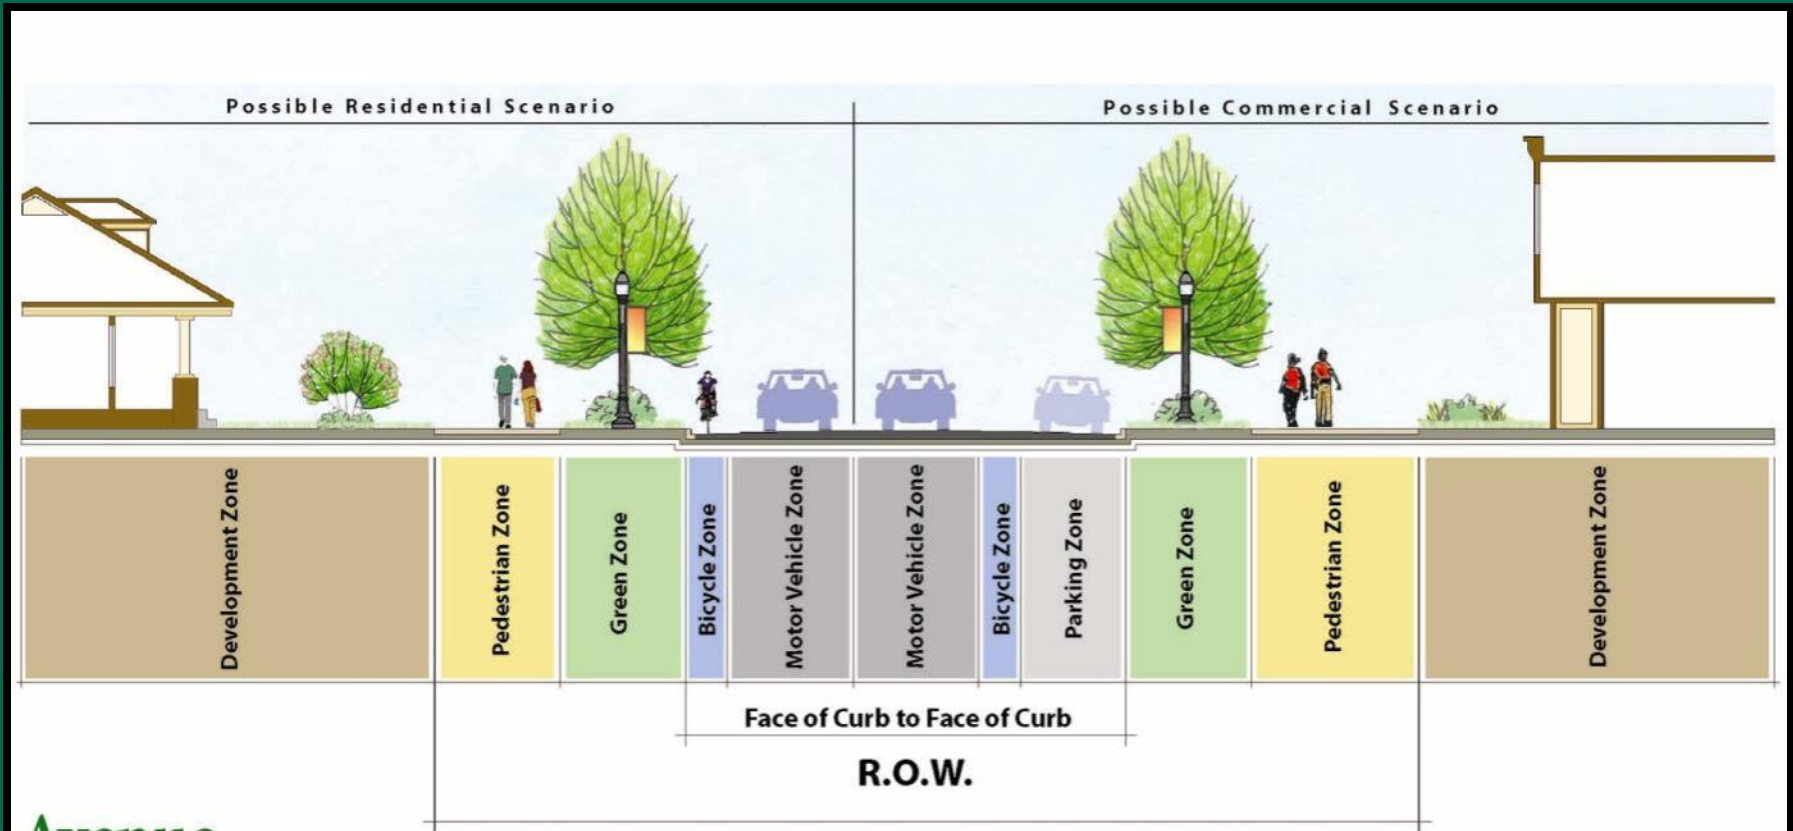 Possible Residential Scenario
Possible Commercial Scenario
Development Zone
Pedestrian Zone
Green Zone
Bicycle Zone
Motor Vehicle Zone
Motor Vehicle Zone
Bicycle Zone
Parking Zone
Green Zone
Pedestrian Zone
Development Zone
Face of Curb to Face of Curb
R.O.W.